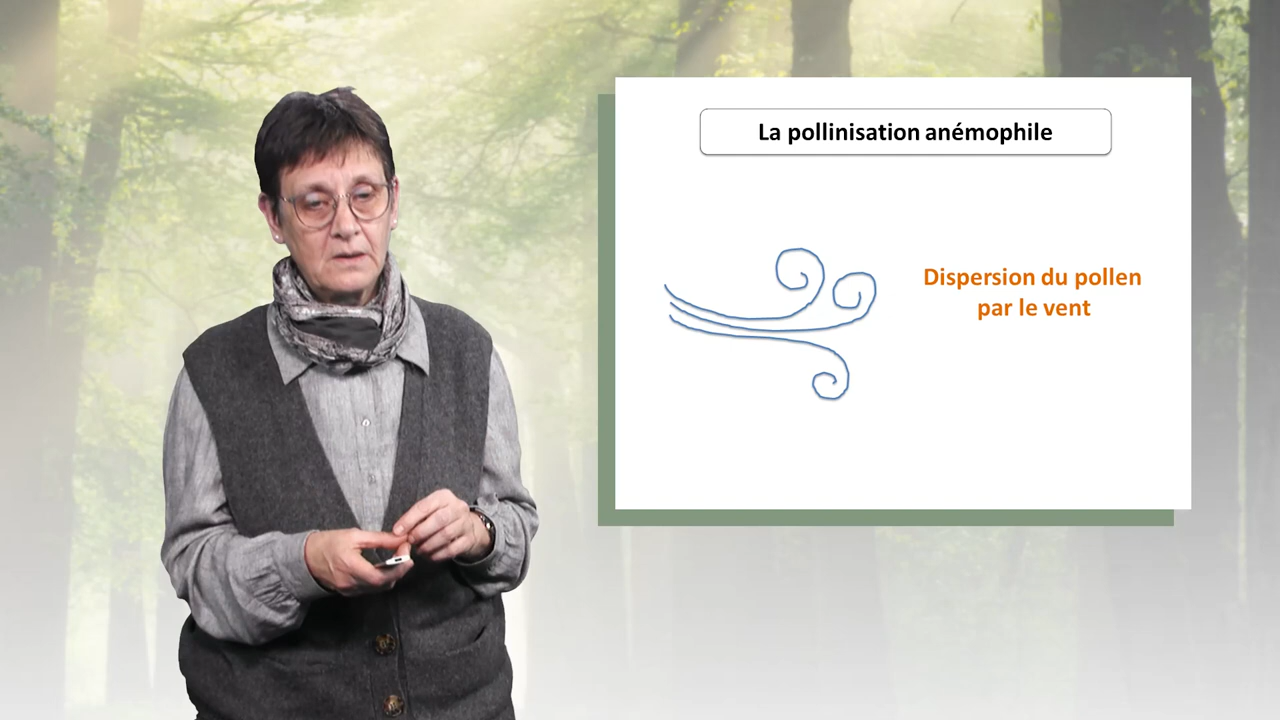 La pollinisation anémophile
Dispersion du pollen
par le vent